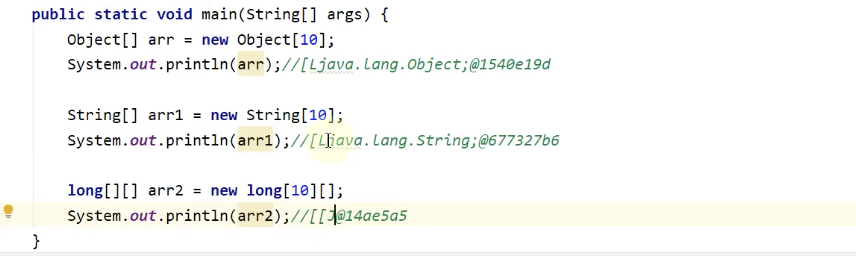 public static void main(String[] args) {
    Object[] arr = new Object[10];
    System.out.println(arr);//[Ljava.lang.Object;@1540e19d
    String[] arr1 = new String[10];
    System.out.println(arr1);//[Ljava.lang.String;@677327b6
    long[][] arr2 = new long[10][];
    System.out.println(arr2);//[[J@14ae5a5
}